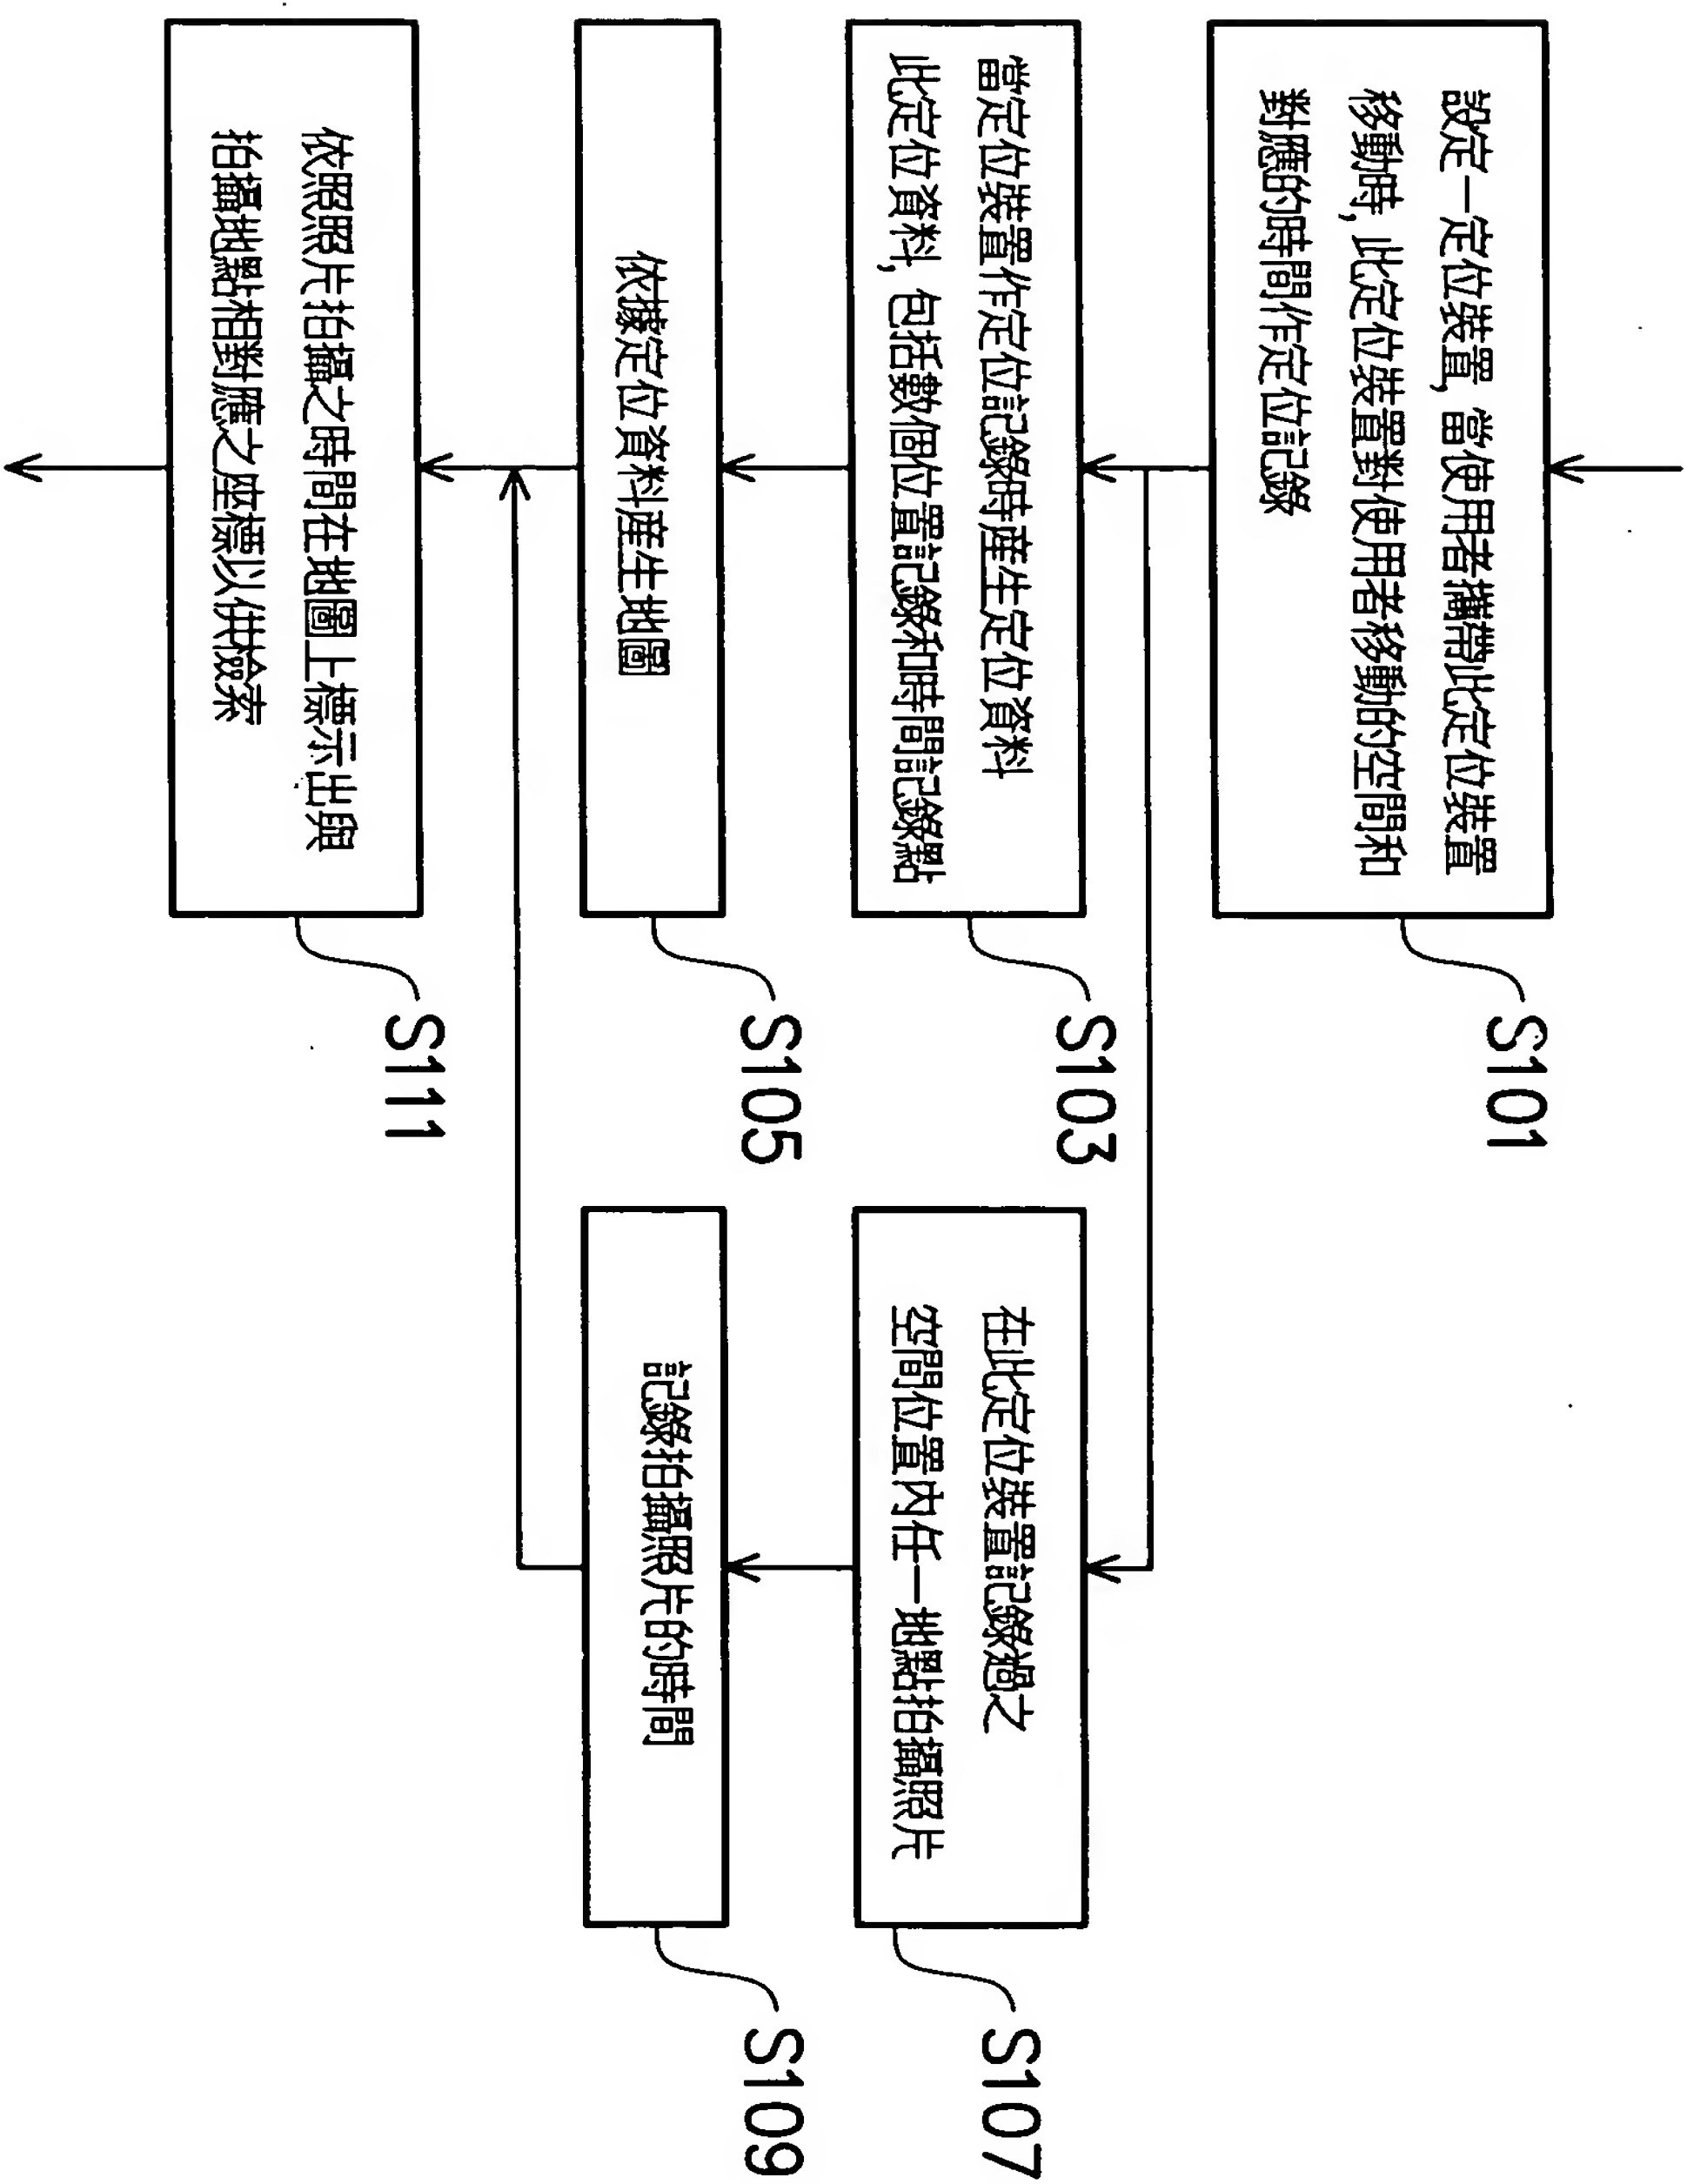 設定一定位裝置, 當使用者攜帶此定位裝置
移動時, 此定位裝置對使用者移動的空間和
對應的時間作定位記錄
S101
當定位裝置作定位記錄時產生定位資料
此定位資料, 包括數個位置記錄和時間記錄點
S103
依據定位資料產生地圖
S105
在此定位裝置記錄過之
空間位置內任一地點拍攝照片
S107
記錄拍攝照片的時間
S109
依照照片拍攝之時間在地圖上標示出與
拍攝地點相對應之座標以供檢索
S111